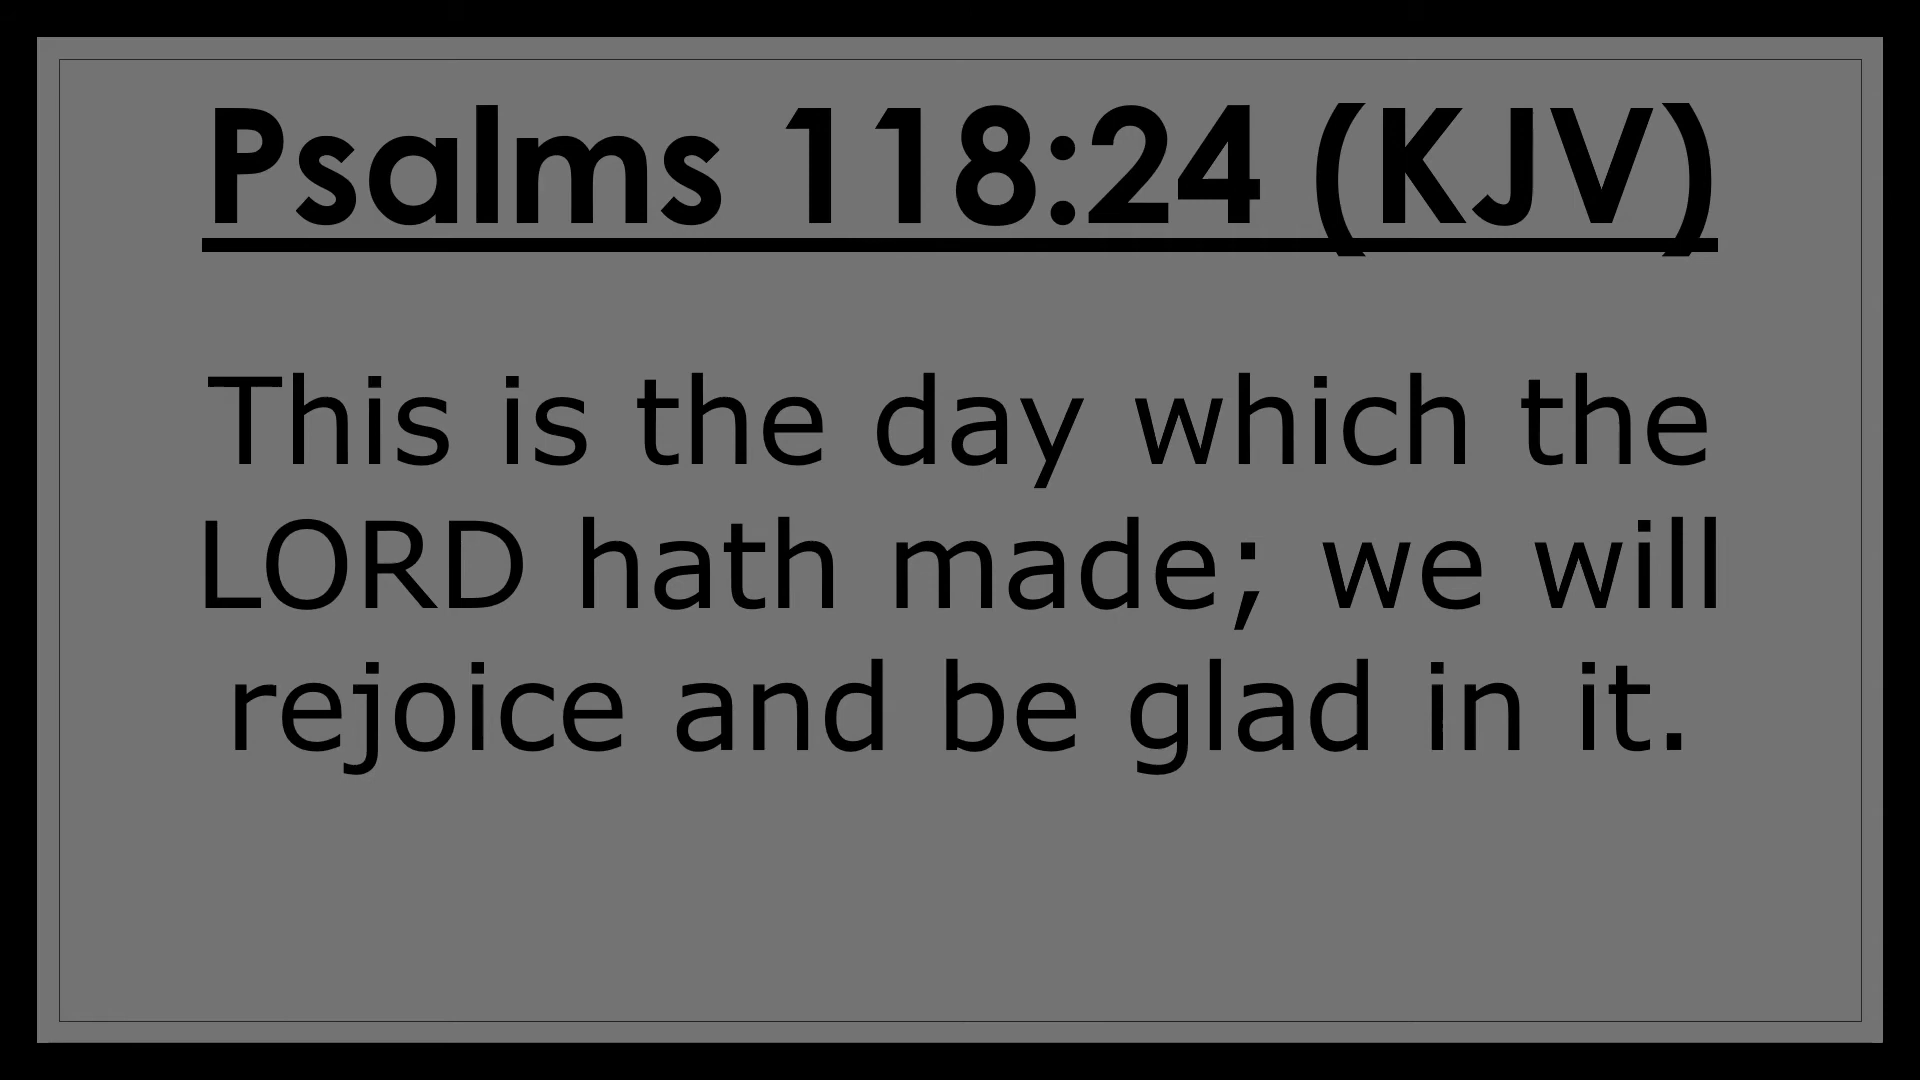 Psalms 118:24 (KJV)
This is the day which the
LORD hath made; we will
rejoice and be glad in it.